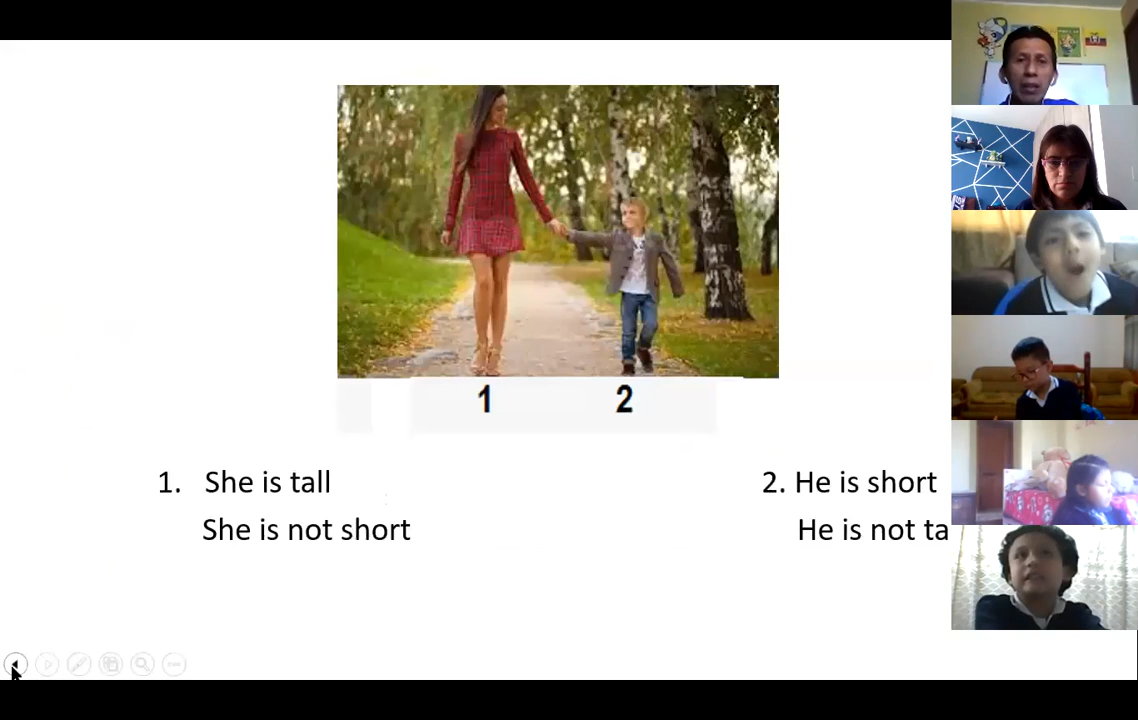 1 2
1. She is tall
She is not short
2. He is short
He is not ta